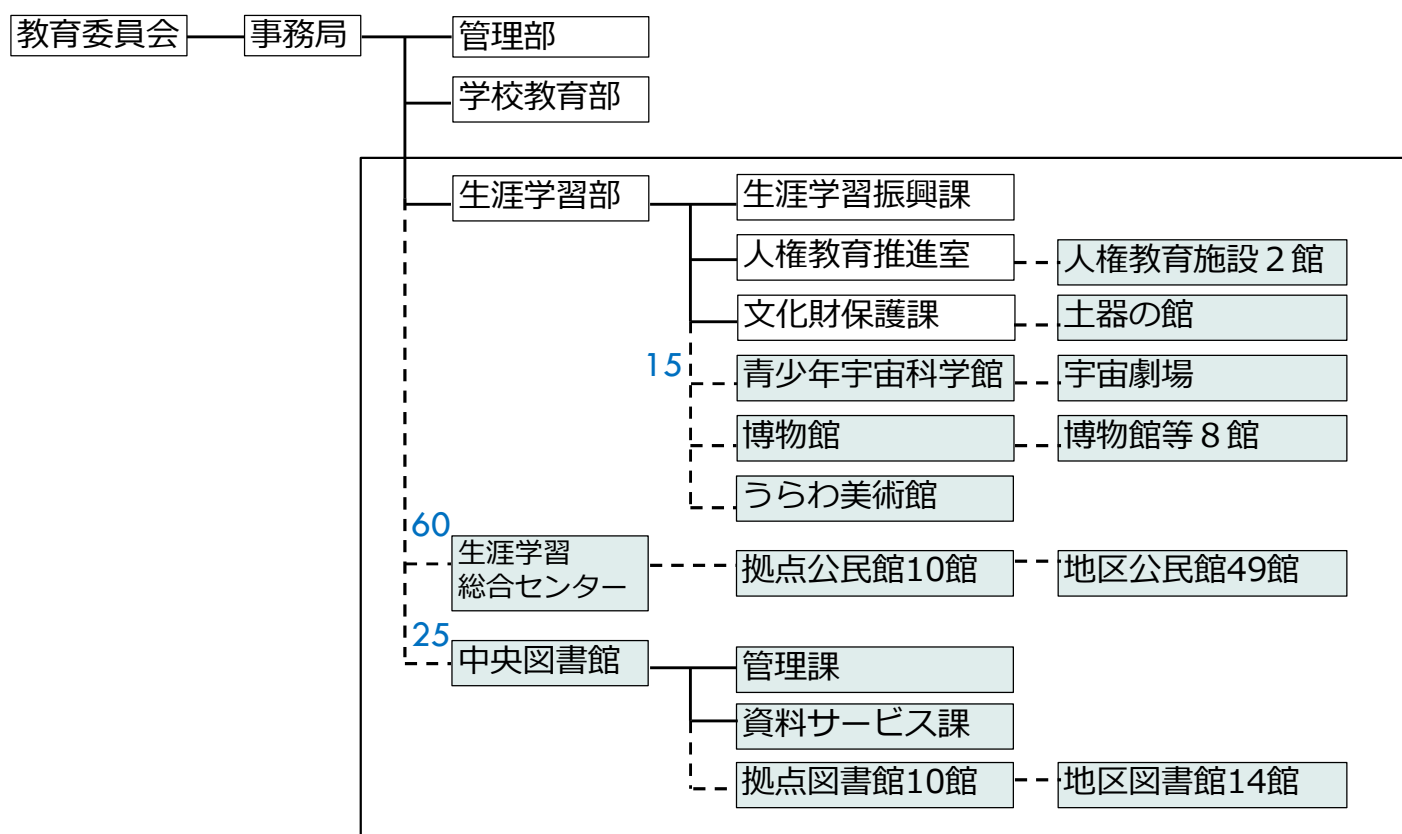 教育委員会
事務局
管理部
学校教育部
生涯学習部
生涯学習振興課
人権教育推進室
人権教育施設２館
文化財保護課
土器の館
15
青少年宇宙科学館
宇宙劇場
博物館
博物館等８館
うらわ美術館
60
生涯学習
総合センター
拠点公民館10館
地区公民館49館
25
中央図書館
管理課
資料サービス課
拠点図書館10館
地区図書館14館